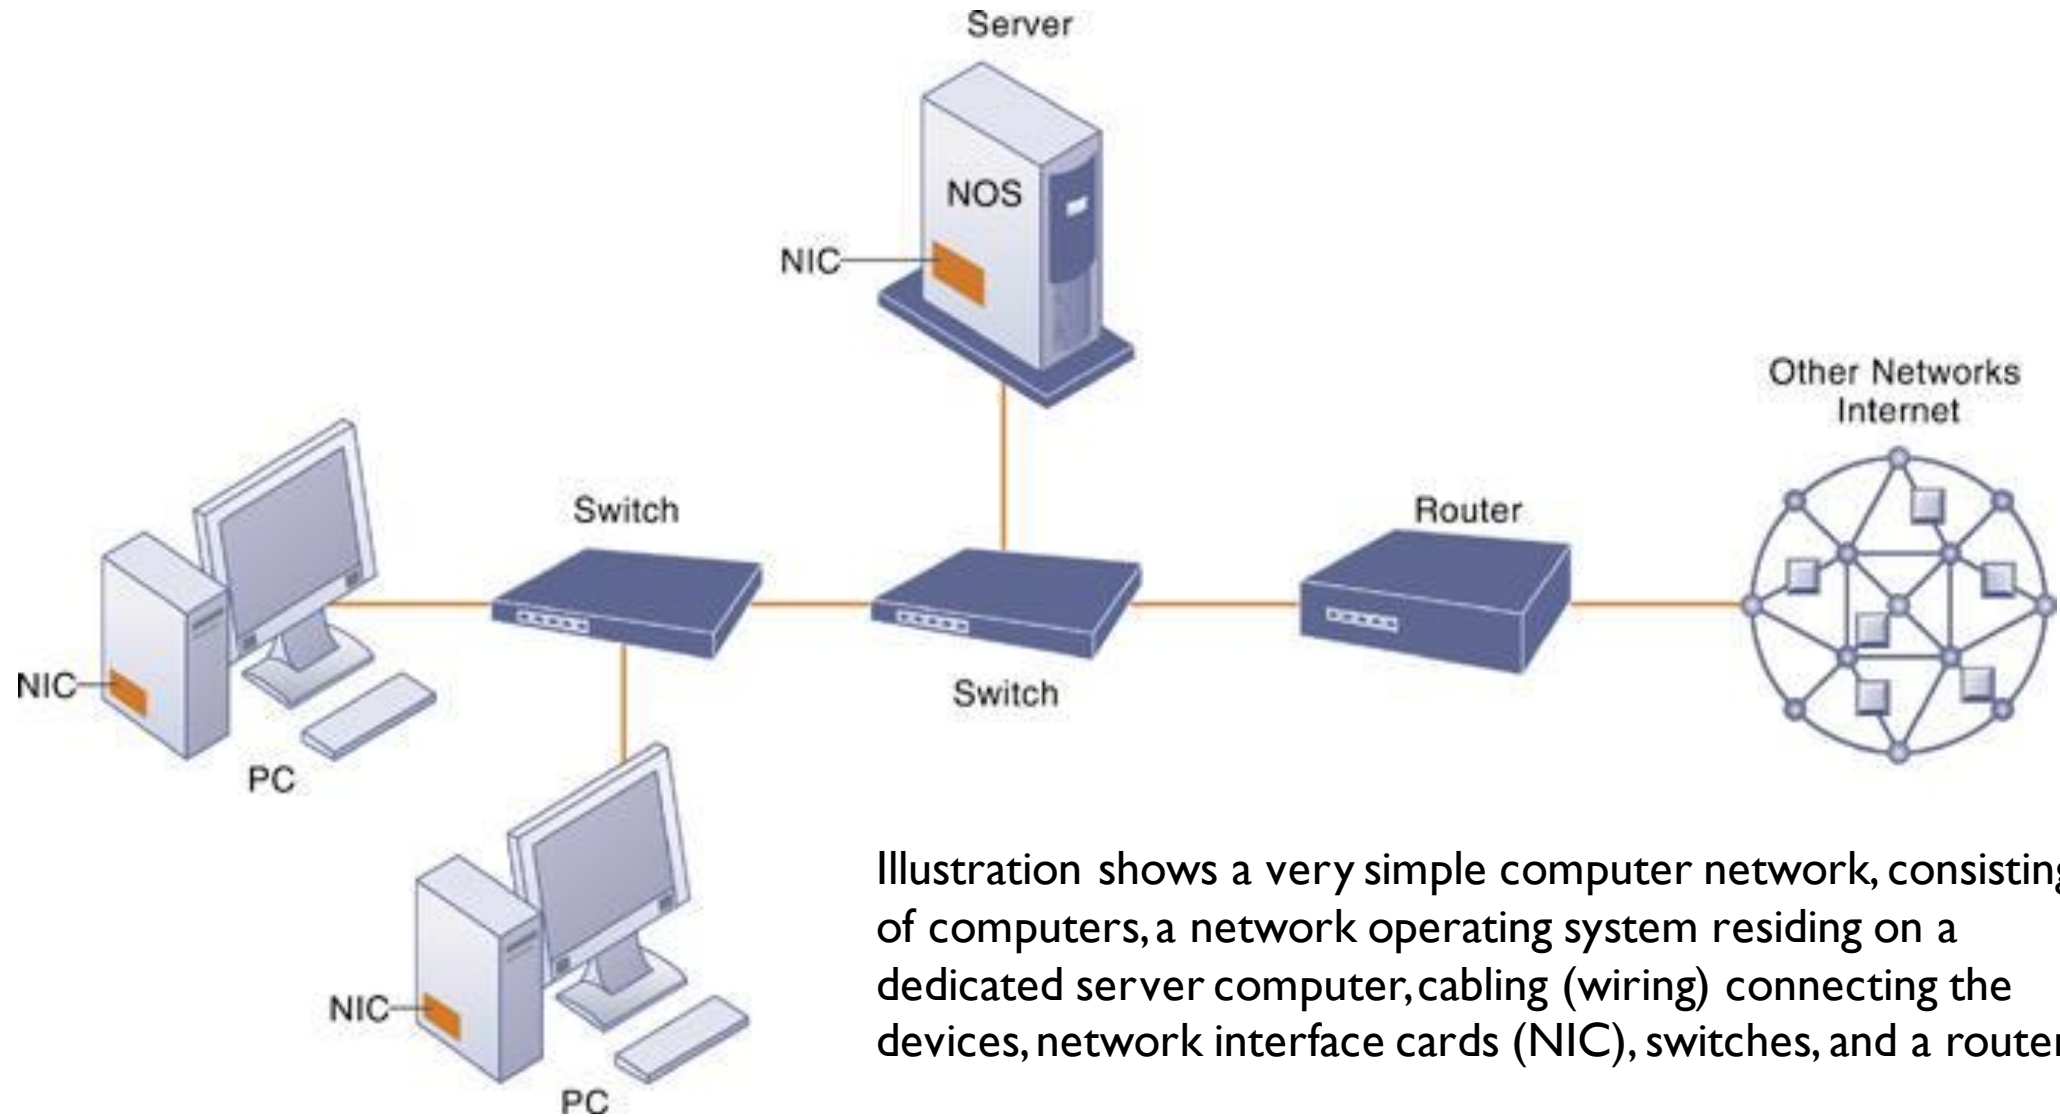 Server
NOS
NIC
Other Networks
Internet
Switch
Router
Switch
NIC
PC
NIC
PC
Illustration shows a very simple computer network, consisting
of computers, a network operating system residing on a
dedicated server computer, cabling (wiring) connecting the
devices, network interface cards (NIC), switches, and a router